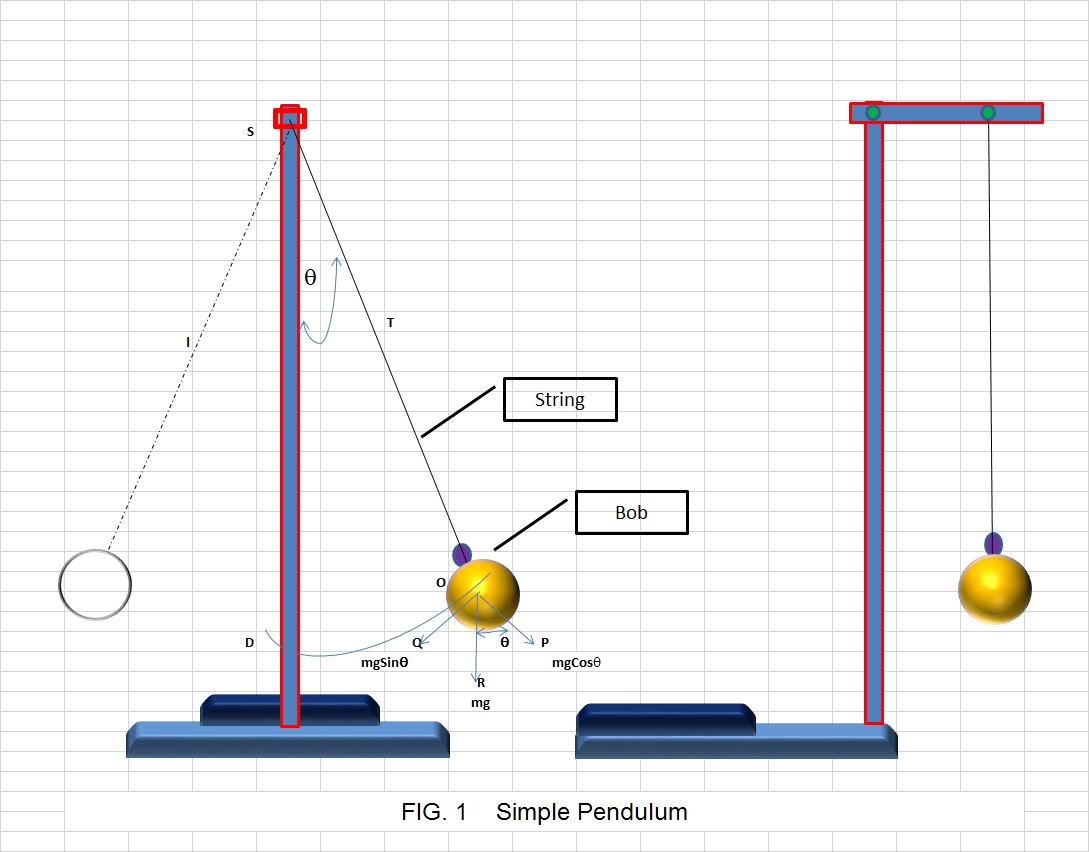 S
θ
T
I
String
Bob
O
D
Q
θ
P
mgSinθ
mgCosθ
R
mg
FIG. 1 Simple Pendulum